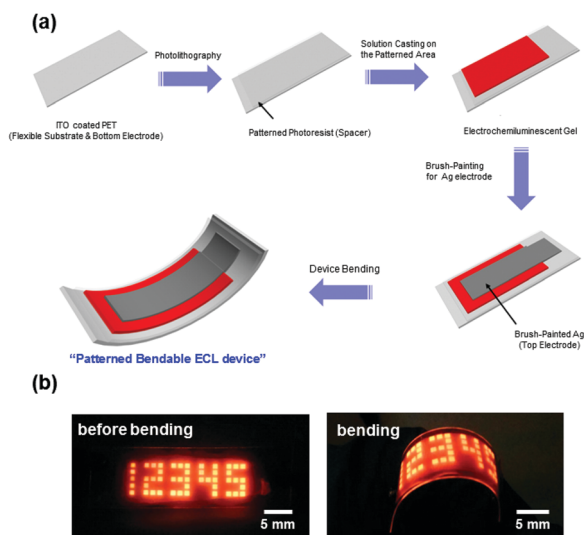 (a)
Photolithography
Solution Casting on
the Patterned Area
ITO coated PET
(Flexible Substrate & Bottom Electrode)
Patterned Photoresist (Spacer)
Electrochemiluminescent Gel
Brush-Painting
for Ag electrode
Device Bending
Brush-Painted Ag
(Top Electrode)
“Patterned Bendable ECL device”
(b)
before bending
bending
12345
12345
5 mm
5 mm